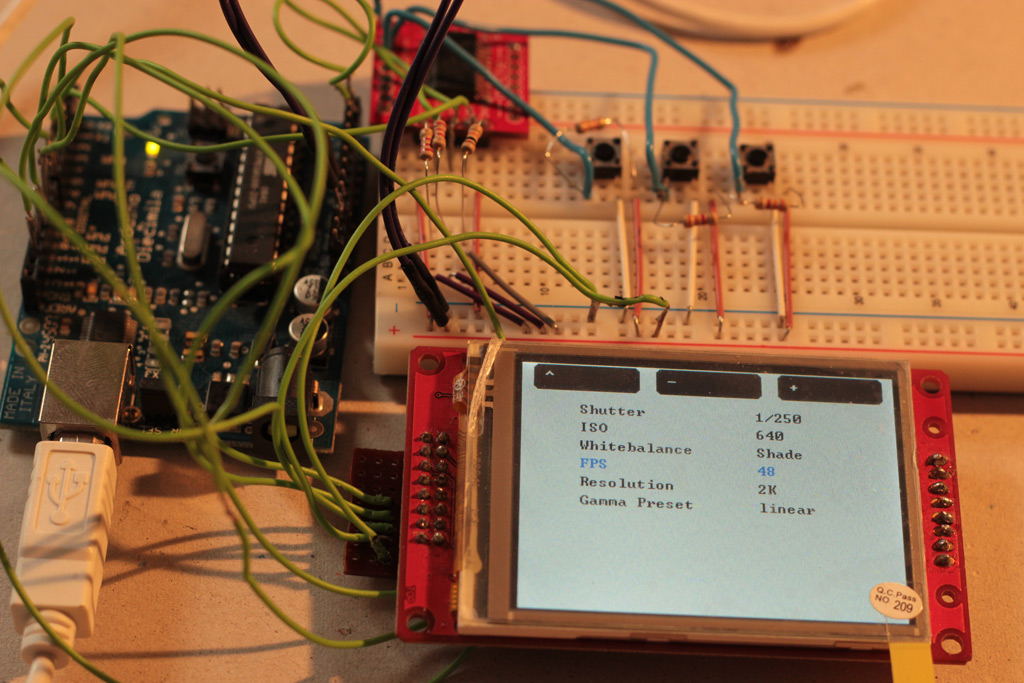 ^ - +
Shutter 1/250
ISO 640
Whitebalance Shade
FPS 48
Resolution 2K
Gamma Preset linear
Q.C.Pass
NO 209
MADE IN
ITALY